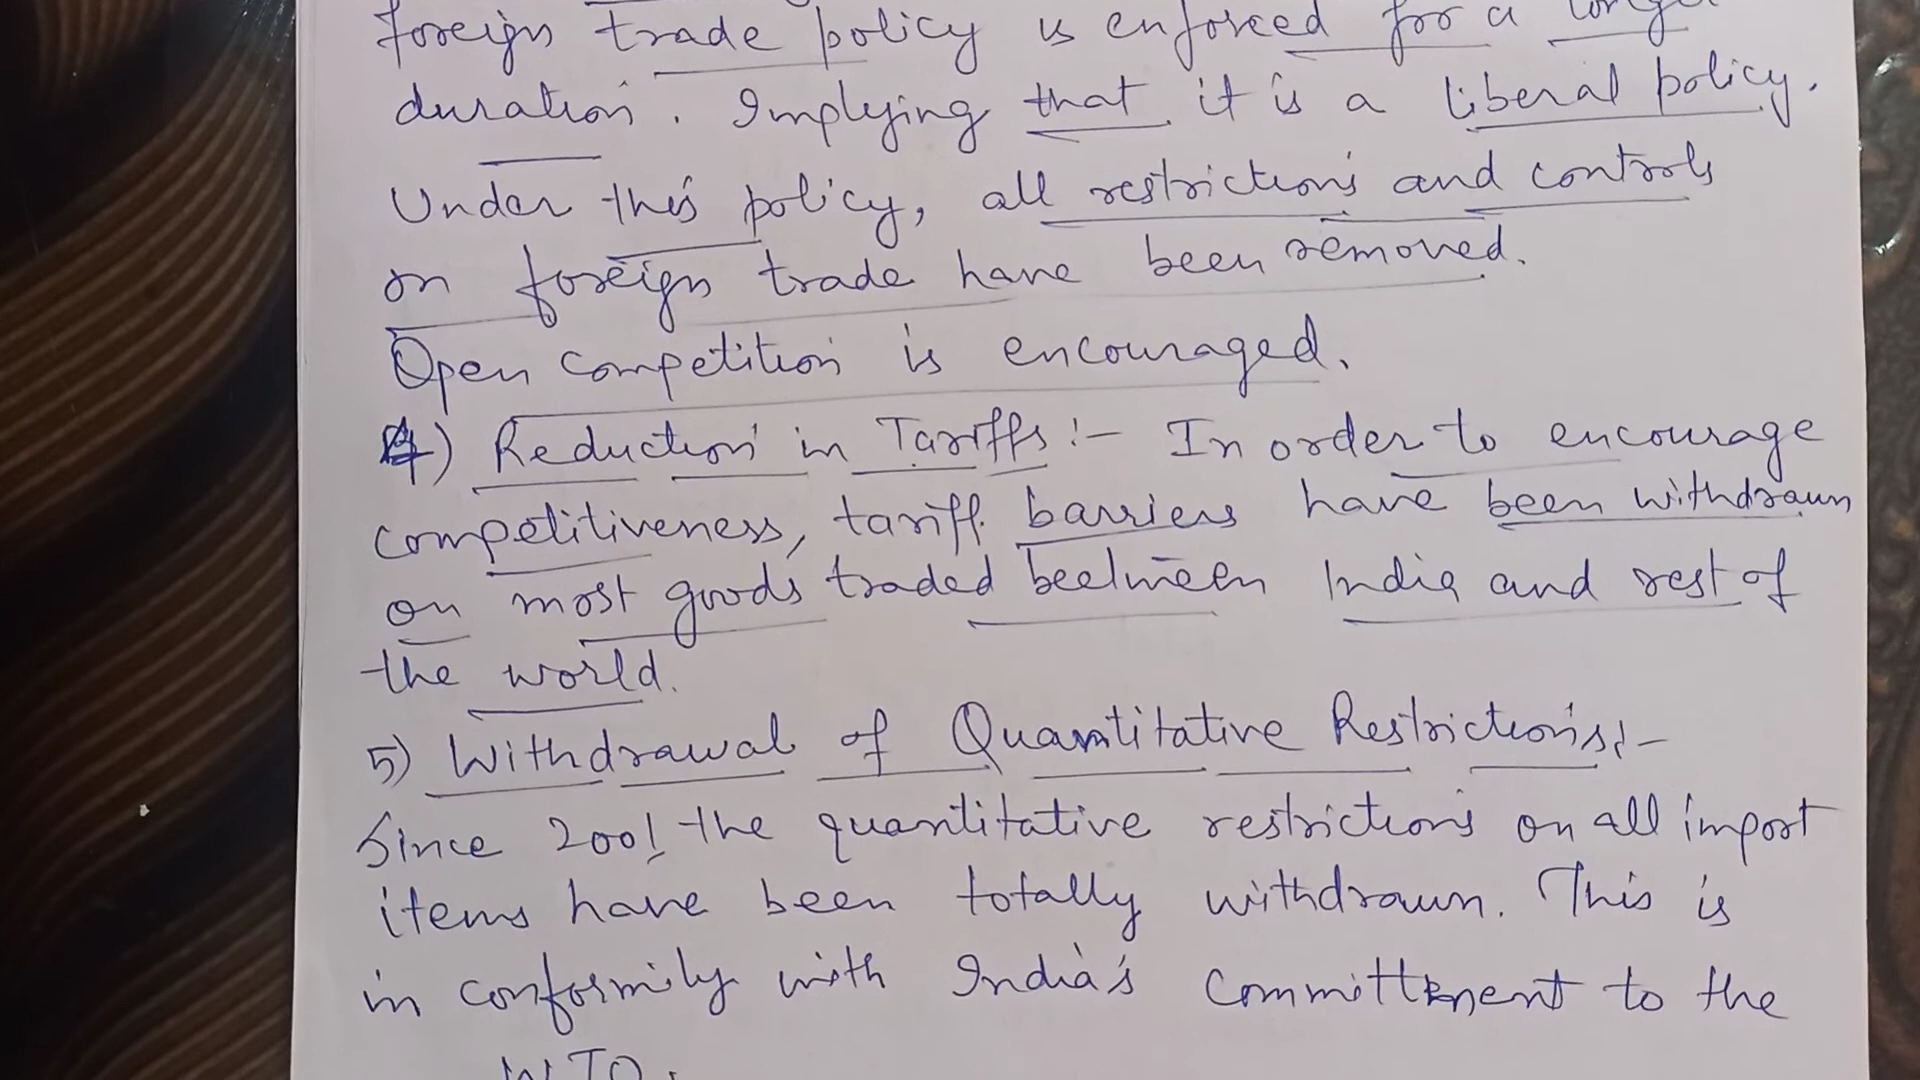 foreign trade policy is enforced for a longer
duration. Implying that it is a liberal policy.
Under this policy, all restrictions and controls
on foreign trade have been removed.
Open competition is encouraged.
4) Reduction in Tariffs :- In order to encourage
competitiveness, tariff barriers have been withdrawn
on most goods traded beetween India and rest of
the world.
5) Withdrawal of Quantitative Restrictions:-
Since 2001 the quantitative restrictions on all import
items have been totally withdrawn. This is
in conformity with India's Committment to the
WTO.